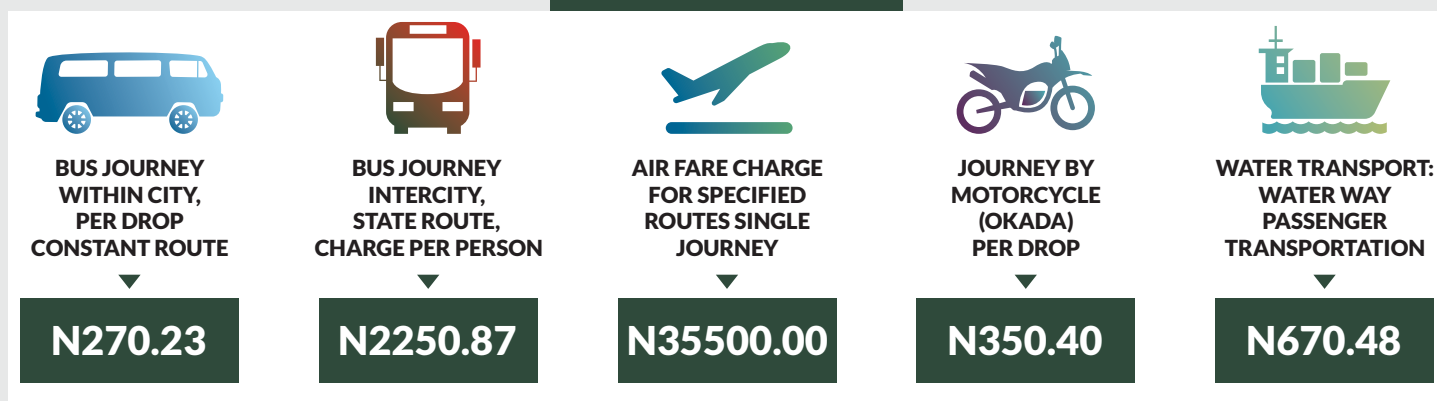 BUS JOURNEY
WITHIN CITY,
PER DROP
CONSTANT ROUTE
N270.23
BUS JOURNEY
INTERCITY,
STATE ROUTE,
CHARGE PER PERSON
N2250.87
AIR FARE CHARGE
FOR SPECIFIED
ROUTES SINGLE
JOURNEY
N35500.00
JOURNEY BY
MOTORCYCLE
(OKADA)
PER DROP
N350.40
WATER TRANSPORT:
WATER WAY
PASSENGER
TRANSPORTATION
N670.48